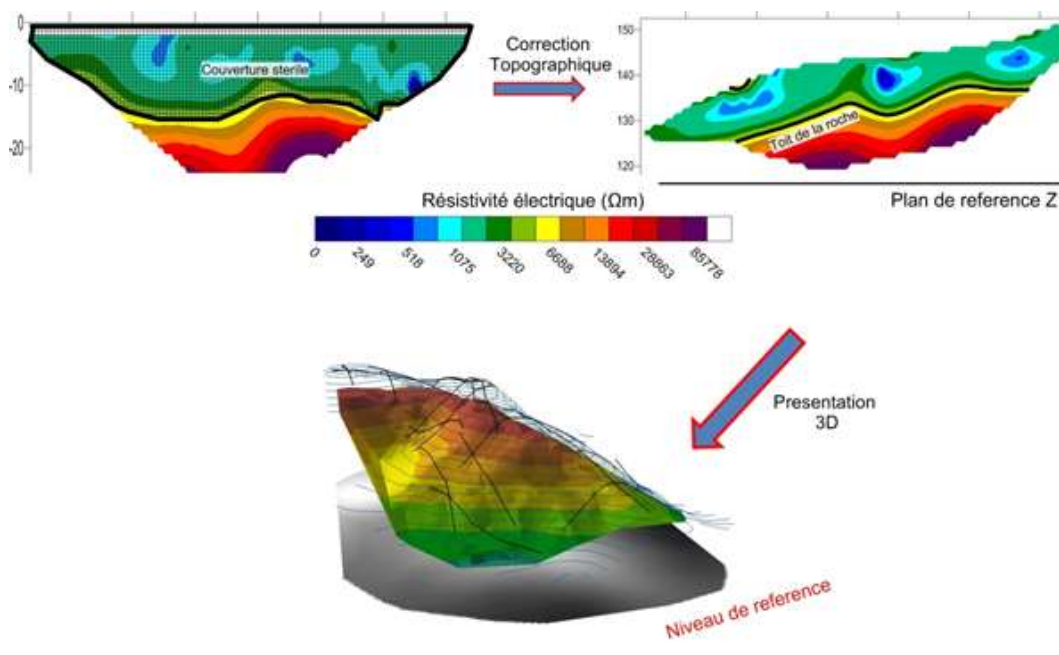 0
-10
-20
Couverture sterile
Correction
Topographique
150
140
130
120
Toit de la roche
Plan de reference Z
Résistivité électrique (Ωm)
0 249 518 1075 3220 6688 13894 28863 85778
Presentation
3D
Niveau de reference